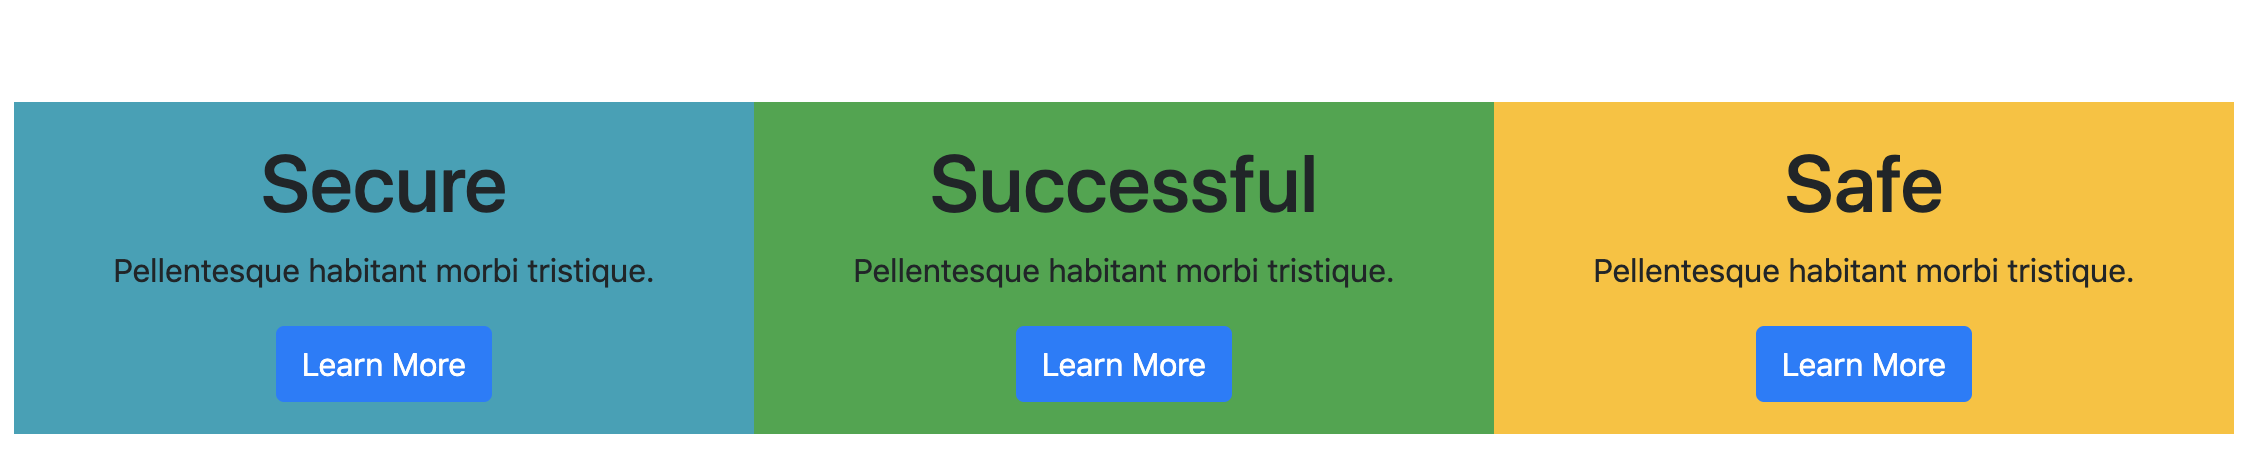 Secure
Pellentesque habitant morbi tristique.
Learn More
Successful
Pellentesque habitant morbi tristique.
Learn More
Safe
Pellentesque habitant morbi tristique.
Learn More